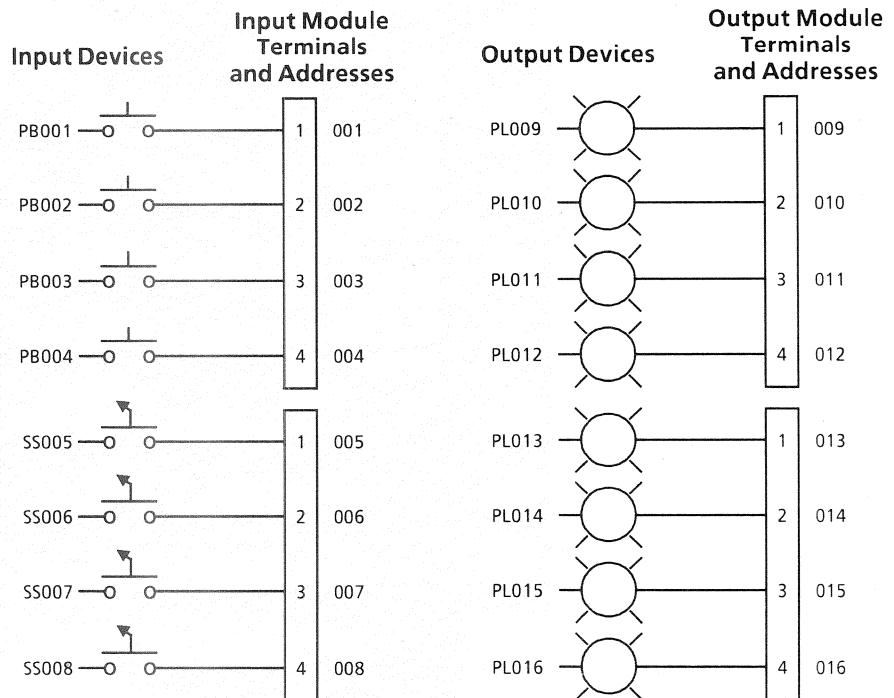 Input Devices
Input Module
Terminals
and Addresses
PB001 1 001
PB002 2 002
PB003 3 003
PB004 4 004
SS005 1 005
SS006 2 006
SS007 3 007
SS008 4 008
Output Devices
Output Module
Terminals
and Addresses
PL009 1 009
PL010 2 010
PL011 3 011
PL012 4 012
PL013 1 013
PL014 2 014
PL015 3 015
PL016 4 016